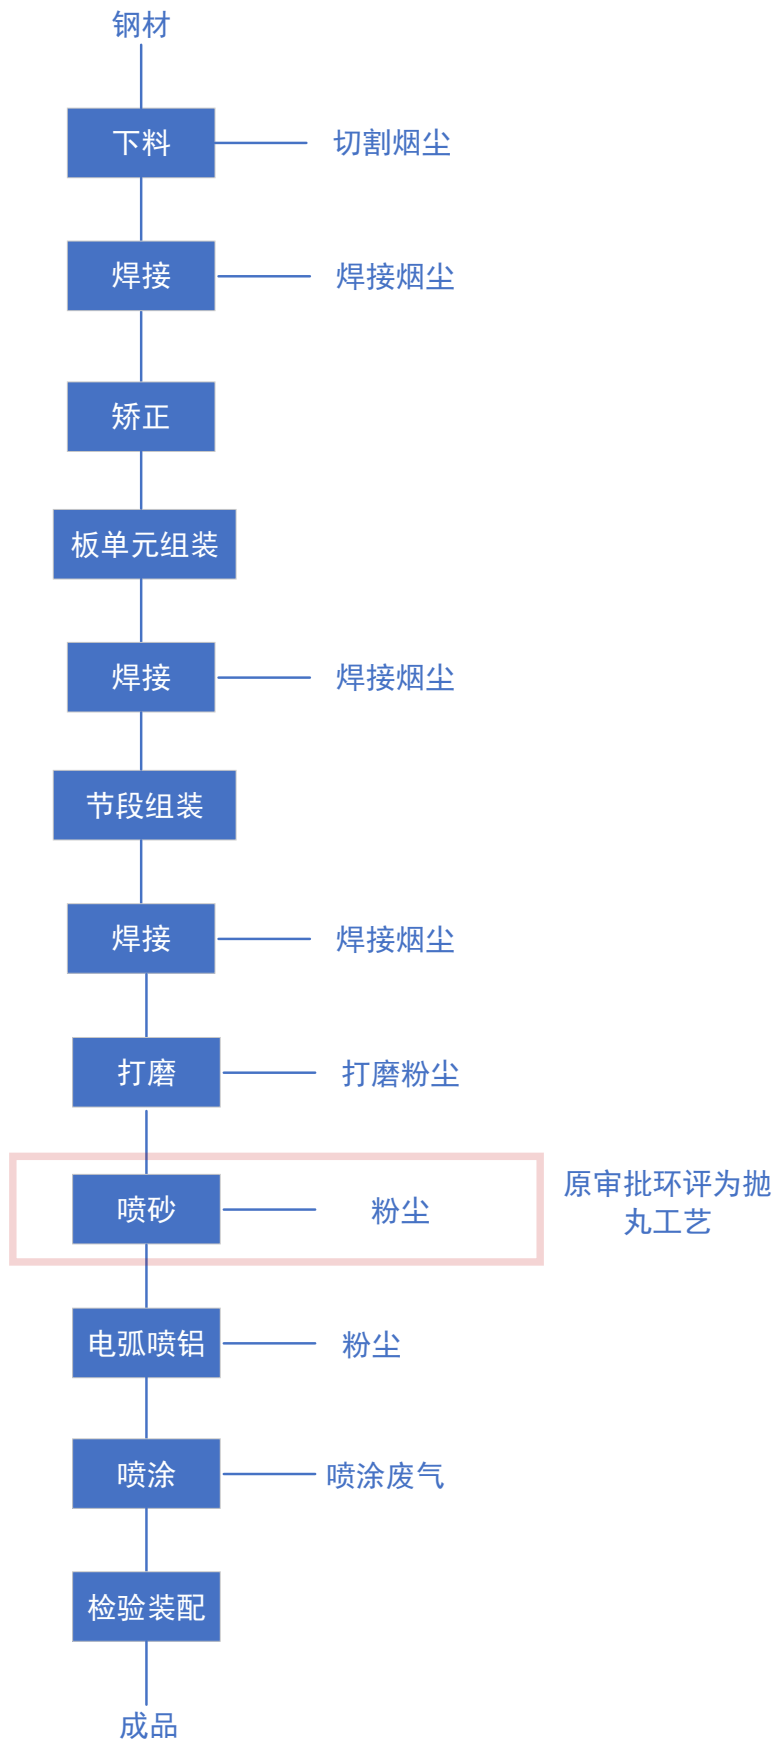 钢材
下料
切割烟尘
焊接
焊接烟尘
矫正
板单元组装
焊接
焊接烟尘
节段组装
焊接
焊接烟尘
打磨
打磨粉尘
喷砂
粉尘
原审批环评为抛
丸工艺
电弧喷铝
粉尘
喷涂
喷涂废气
检验装配
成品